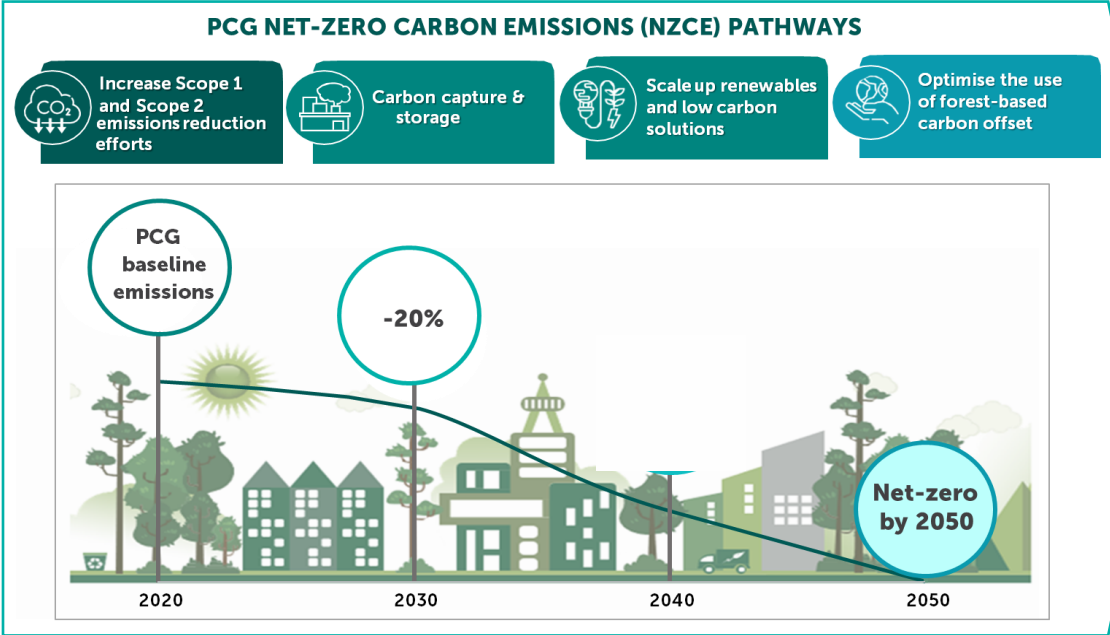 PCG NET-ZERO CARBON EMISSIONS (NZCE) PATHWAYS
Increase Scope 1
and Scope 2
emissions reduction
efforts
Carbon capture &
storage
Scale up renewables
and low carbon
solutions
Optimise the use
of forest-based
carbon offset
PCG
baseline
emissions
-20%
Net-zero
by 2050
CO2
2020
2030
2040
2050